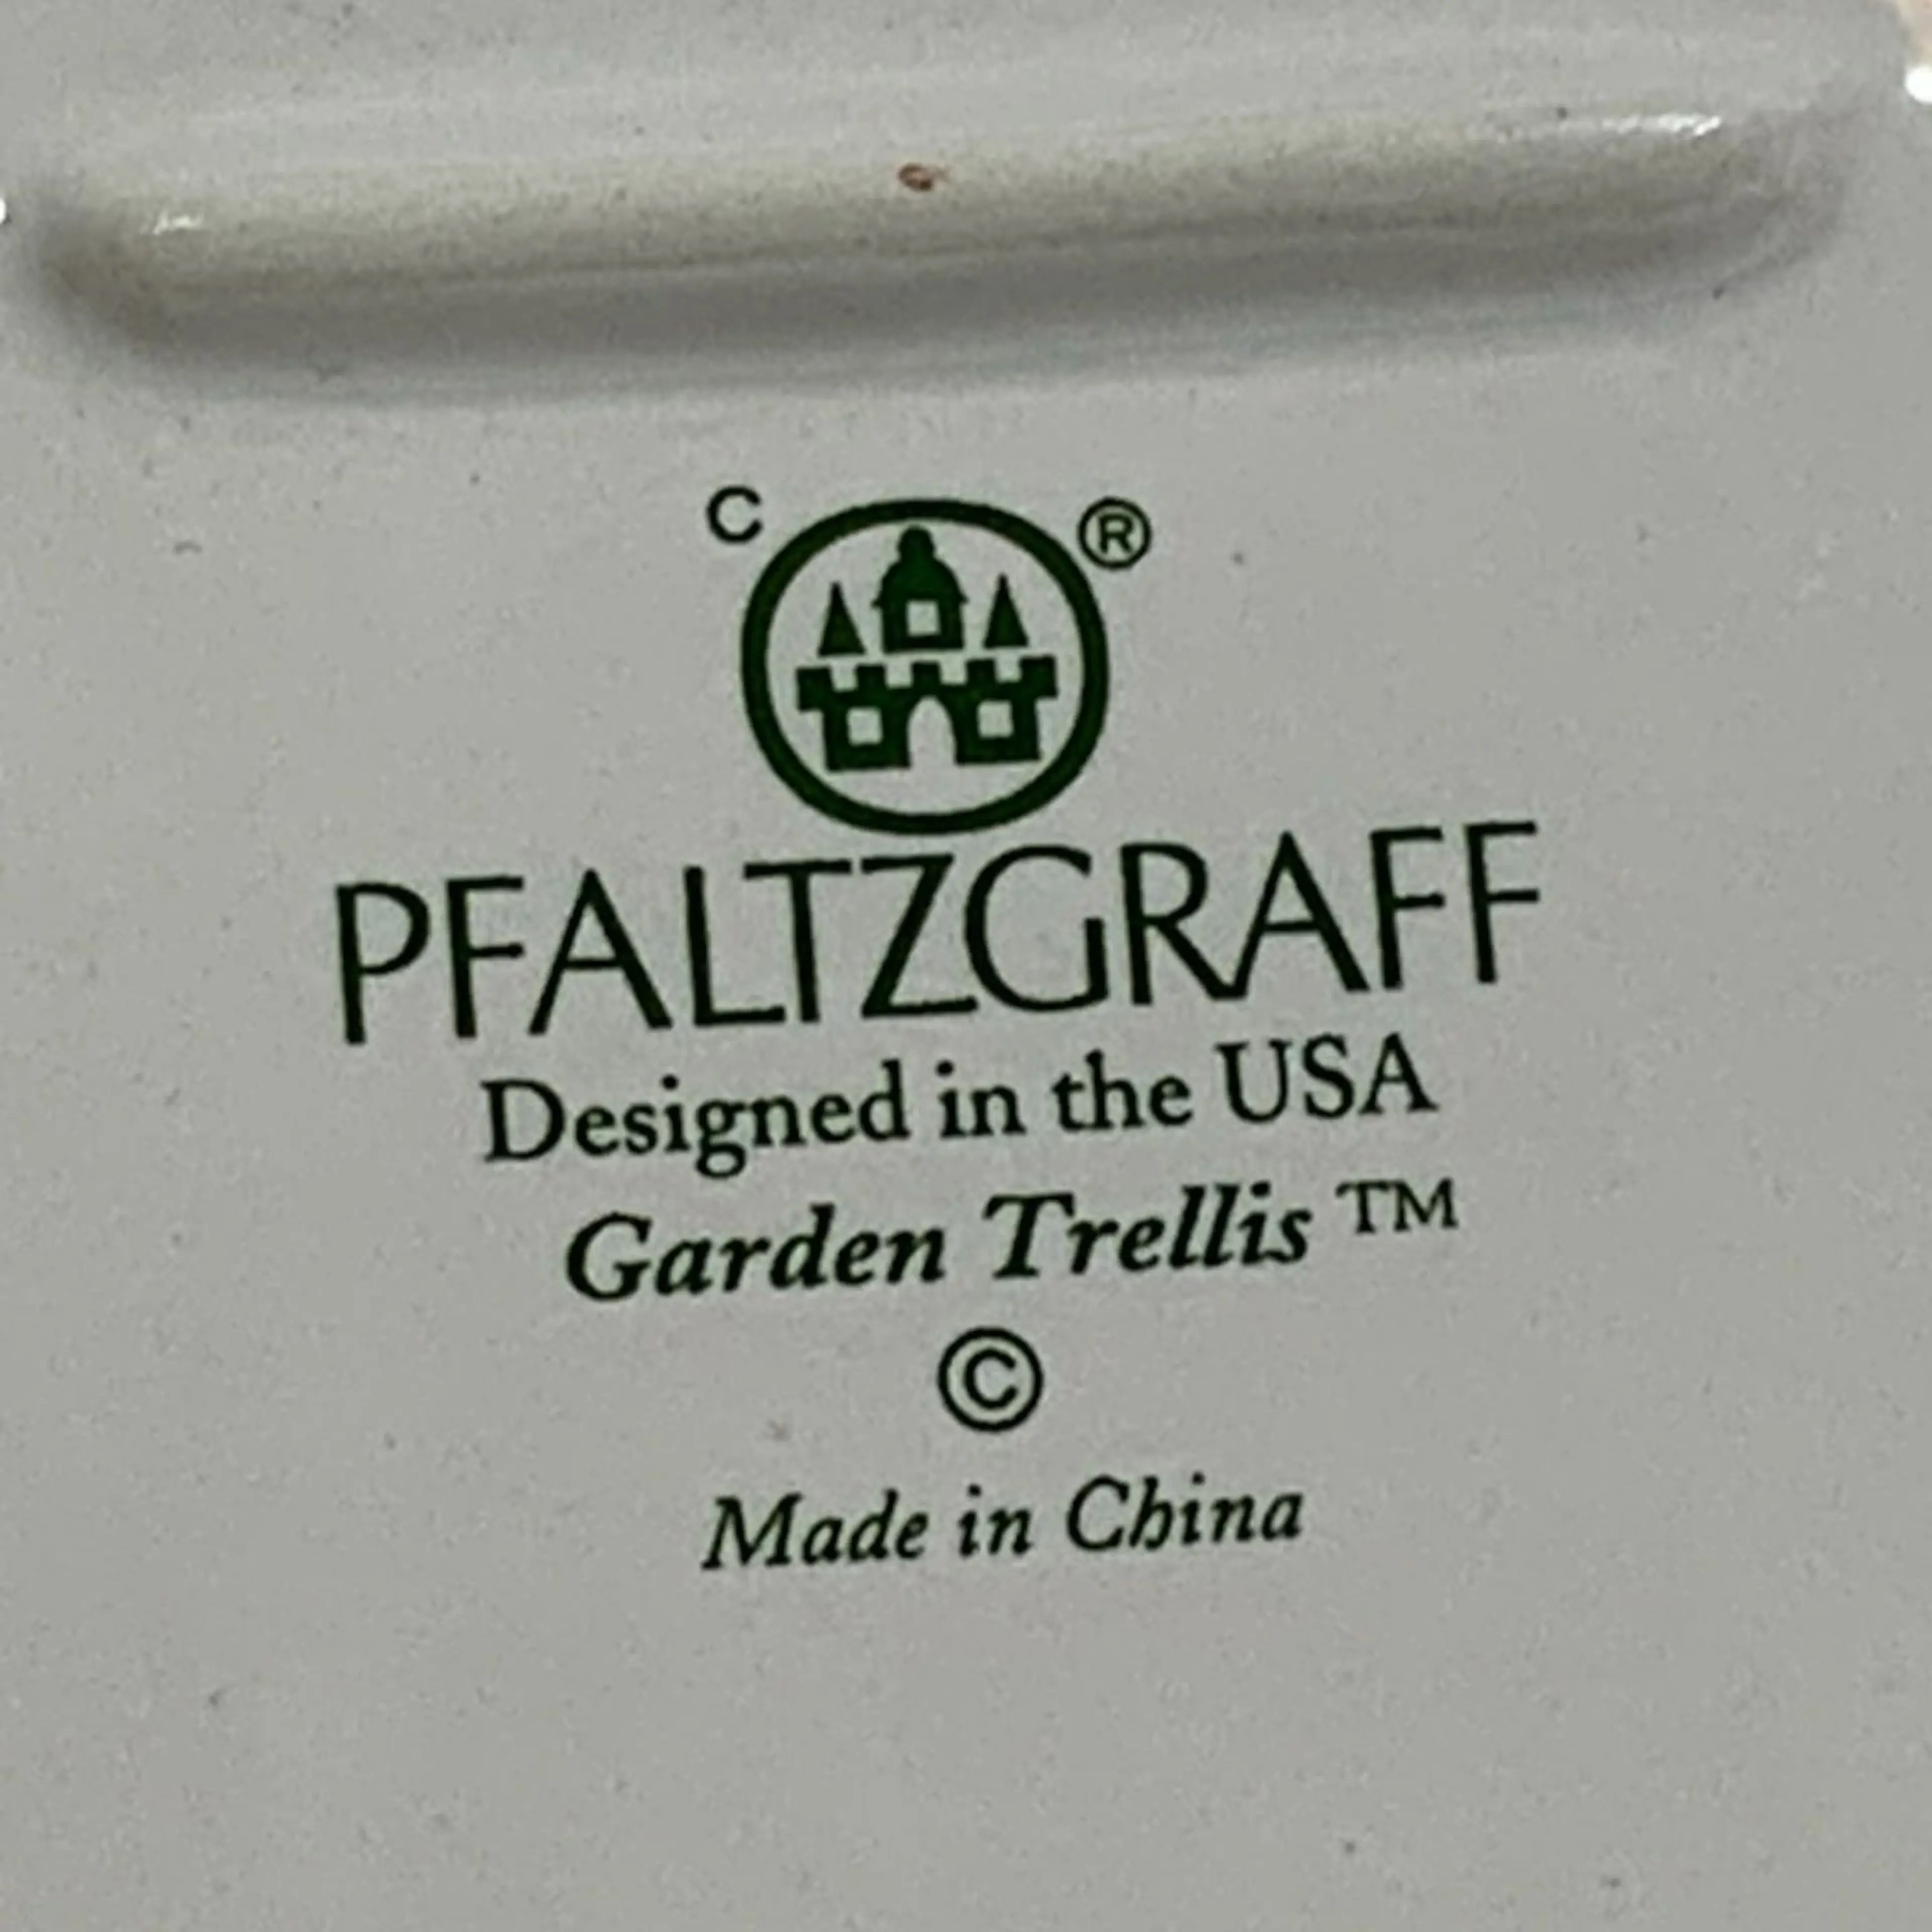 C ®
PFALTZGRAFF
Designed in the USA
Garden Trellis ™
©
Made in China